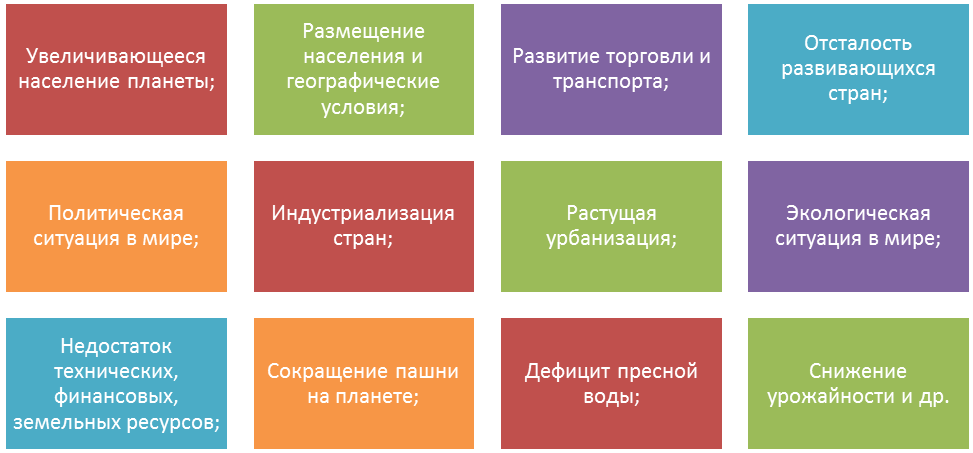 Увеличивающееся
население планеты;
Размещение
населения и
географические
условия;
Развитие торговли и
транспорта;
Отсталость
развивающихся
стран;
Политическая
ситуация в мире;
Индустриализация
стран;
Растущая
урбанизация;
Экологическая
ситуация в мире;
Недостаток
технических,
финансовых,
земельных ресурсов;
Сокращение пашни
на планете;
Дефицит пресной
воды;
Снижение
урожайности и др.